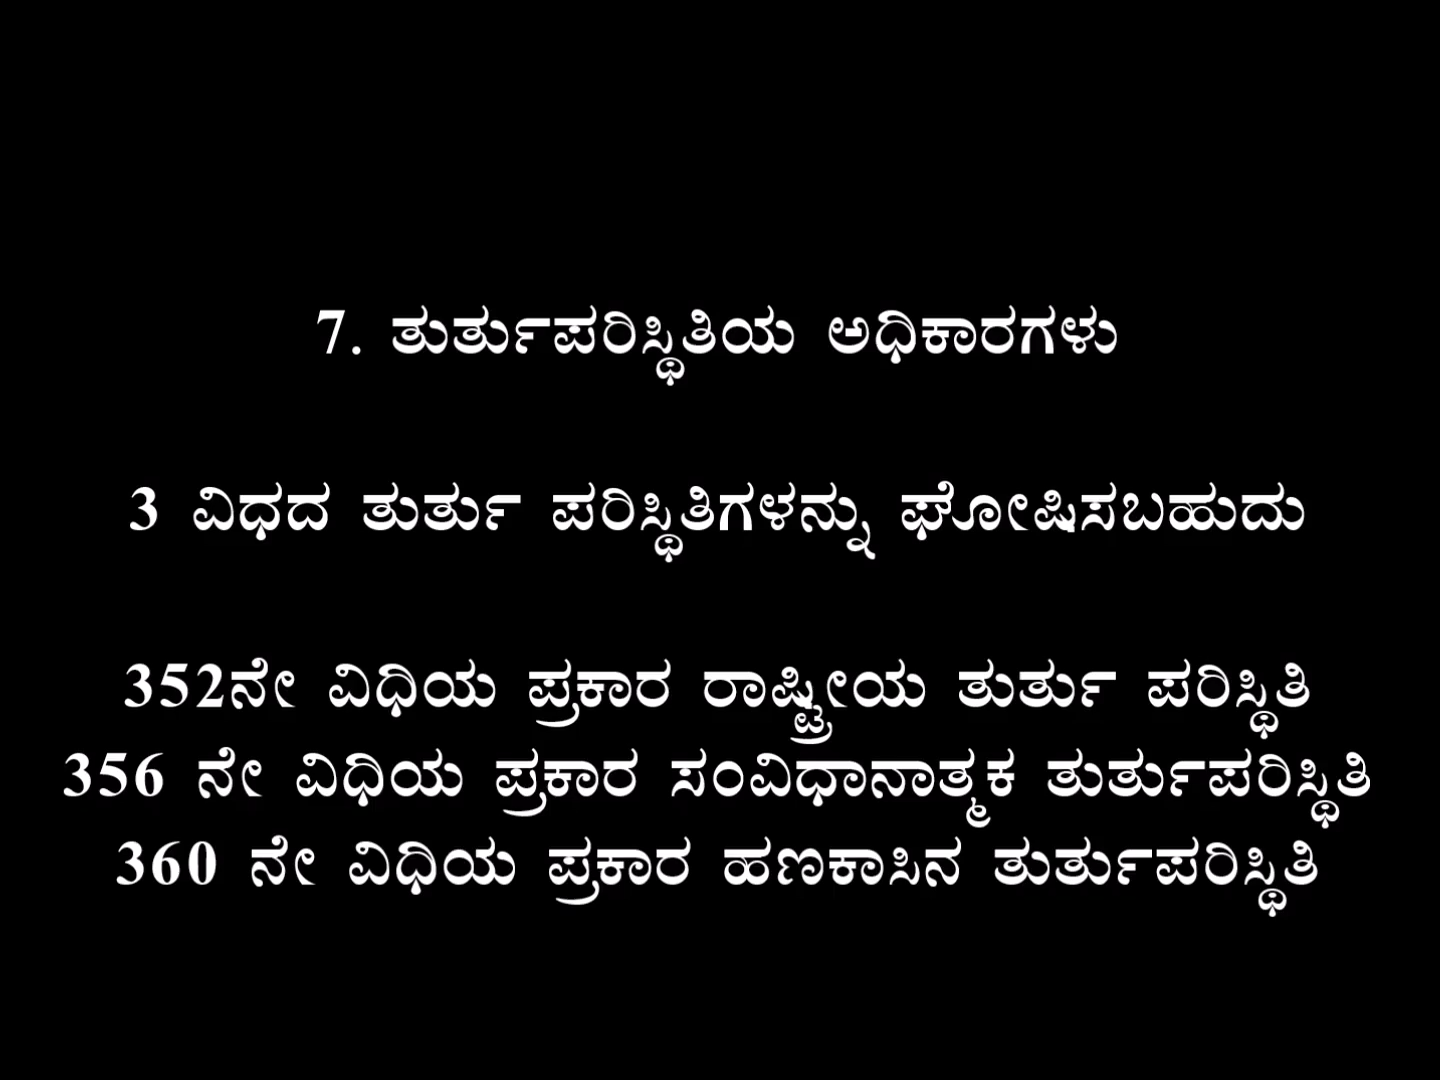 7. ತುರ್ತುಪರಿಸ್ಥಿತಿಯ ಅಧಿಕಾರಗಳು
3 ವಿಧದ ತುರ್ತು ಪರಿಸ್ಥಿತಿಗಳನ್ನು ಘೋಷಿಸಬಹುದು
352ನೇ ವಿಧಿಯ ಪ್ರಕಾರ ರಾಷ್ಟ್ರೀಯ ತುರ್ತು ಪರಿಸ್ಥಿತಿ
356 ನೇ ವಿಧಿಯ ಪ್ರಕಾರ ಸಂವಿಧಾನಾತ್ಮಕ ತುರ್ತುಪರಿಸ್ಥಿತಿ
360 ನೇ ವಿಧಿಯ ಪ್ರಕಾರ ಹಣಕಾಸಿನ ತುರ್ತುಪರಿಸ್ಥಿತಿ